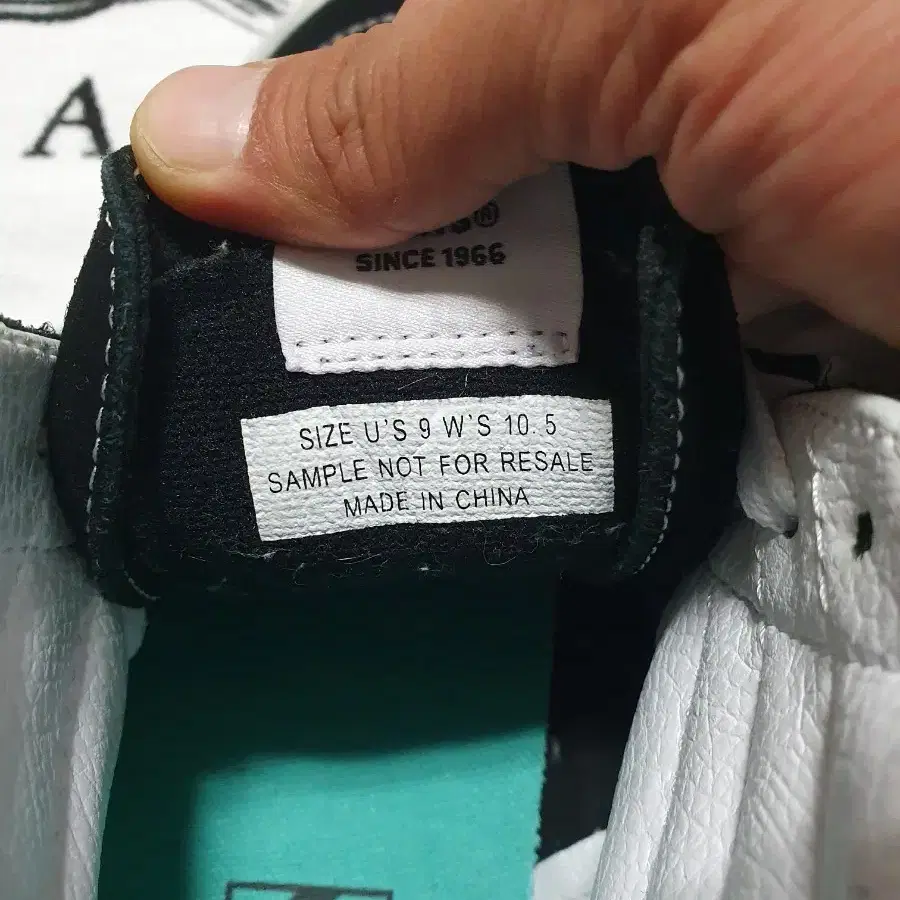 A
SINCE 1966
SIZE U'S 9 W'S 10.5
SAMPLE NOT FOR RESALE
MADE IN CHINA